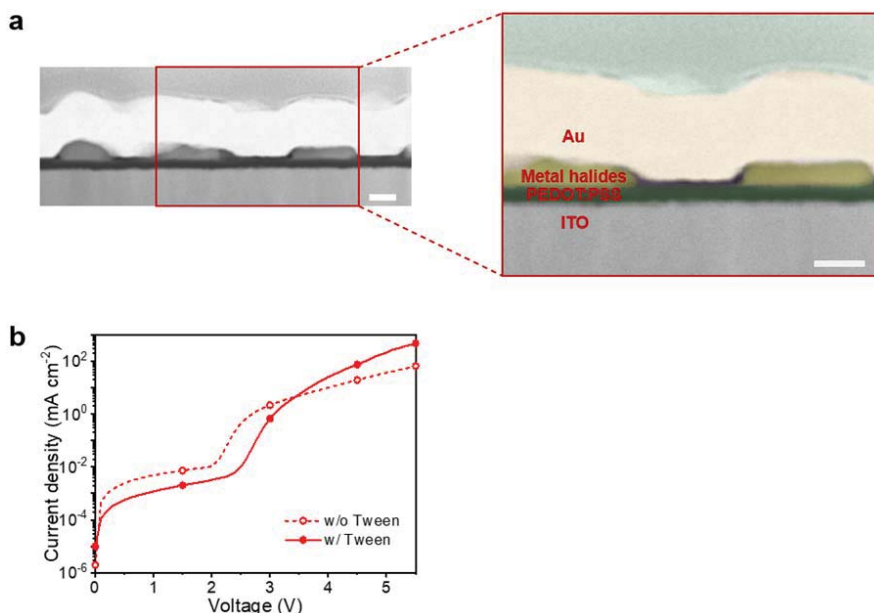 a
Au
Metal halides
PEDOT:PSS
ITO
b
Current density (mA cm⁻²)
10²
10⁰
10⁻²
10⁻⁴
10⁻⁶
w/o Tween
w/ Tween
0 1 2 3 4 5
Voltage (V)